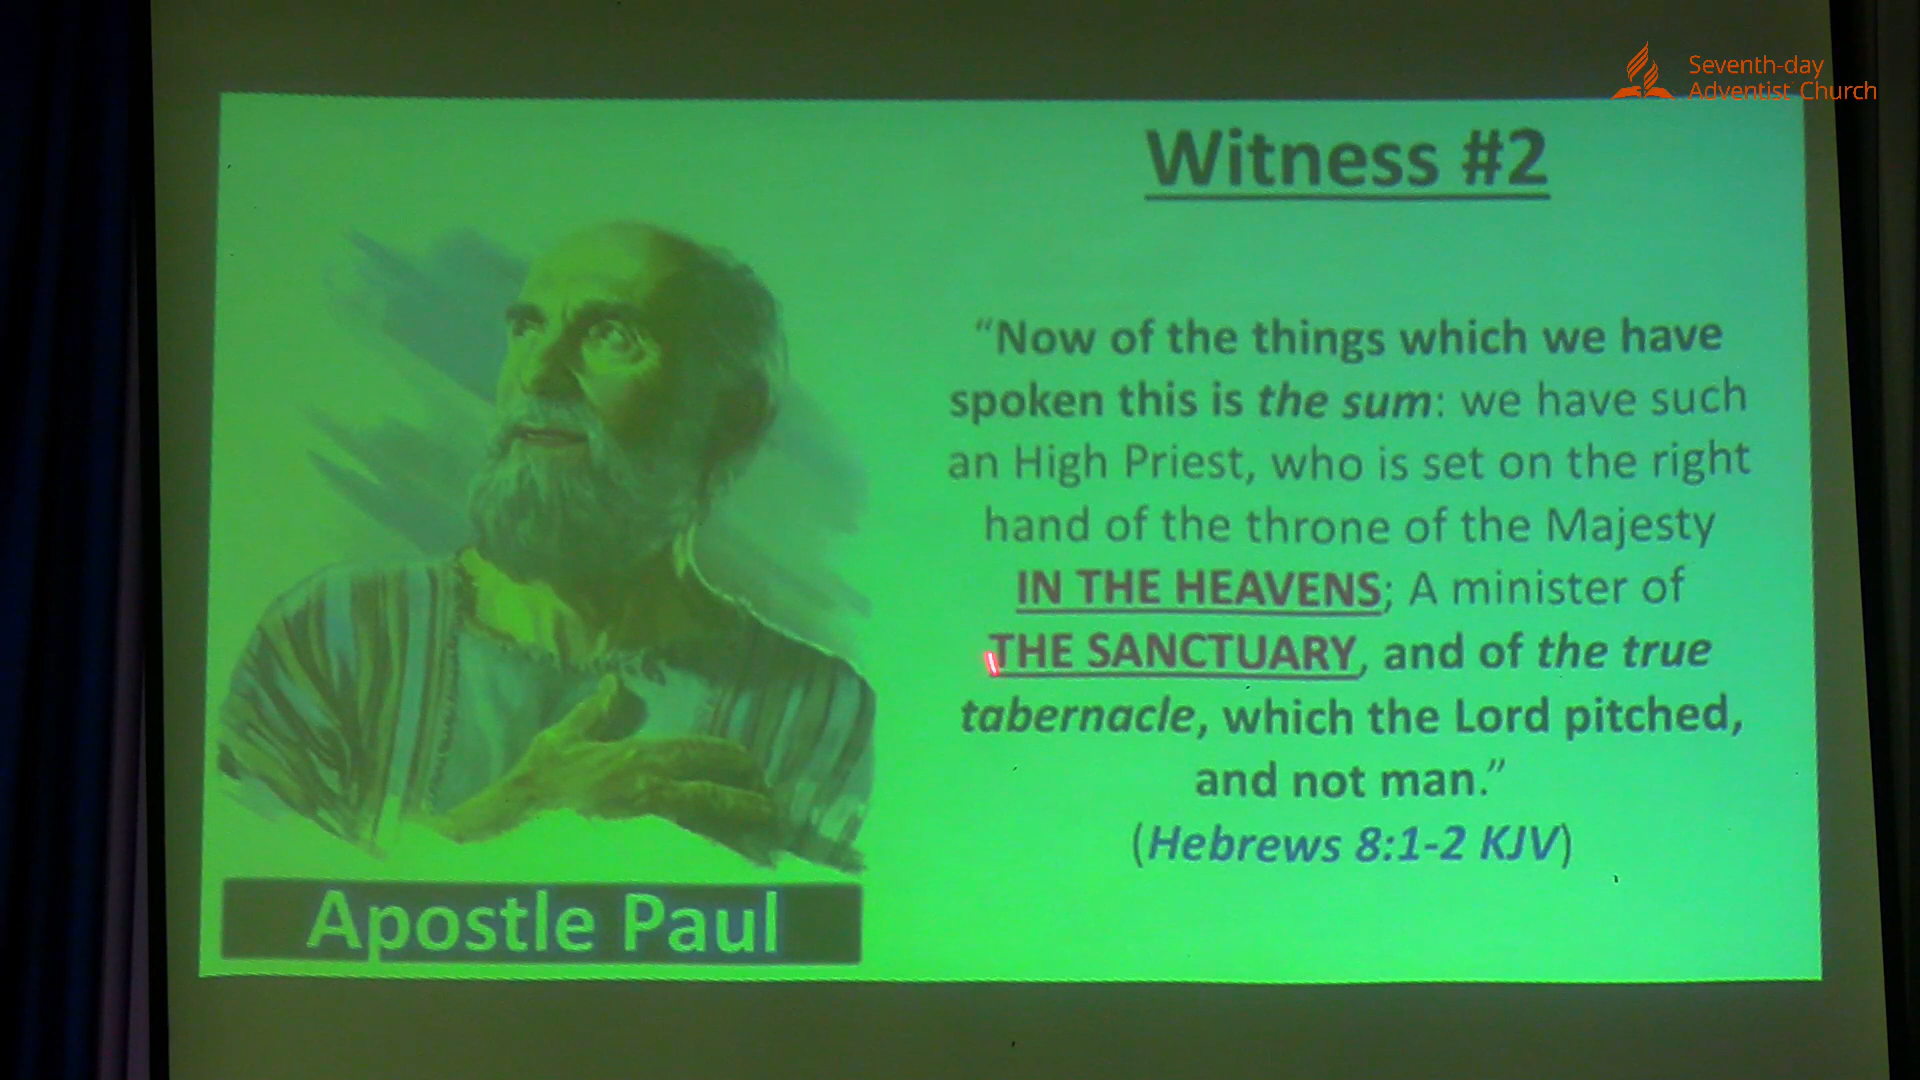 Seventh-day
Adventist Church
Witness #2
“Now of the things which we have
spoken this is the sum: we have such
an High Priest, who is set on the right
hand of the throne of the Majesty
IN THE HEAVENS; A minister of
THE SANCTUARY, and of the true
tabernacle, which the Lord pitched,
and not man.”
(Hebrews 8:1-2 KJV)
Apostle Paul